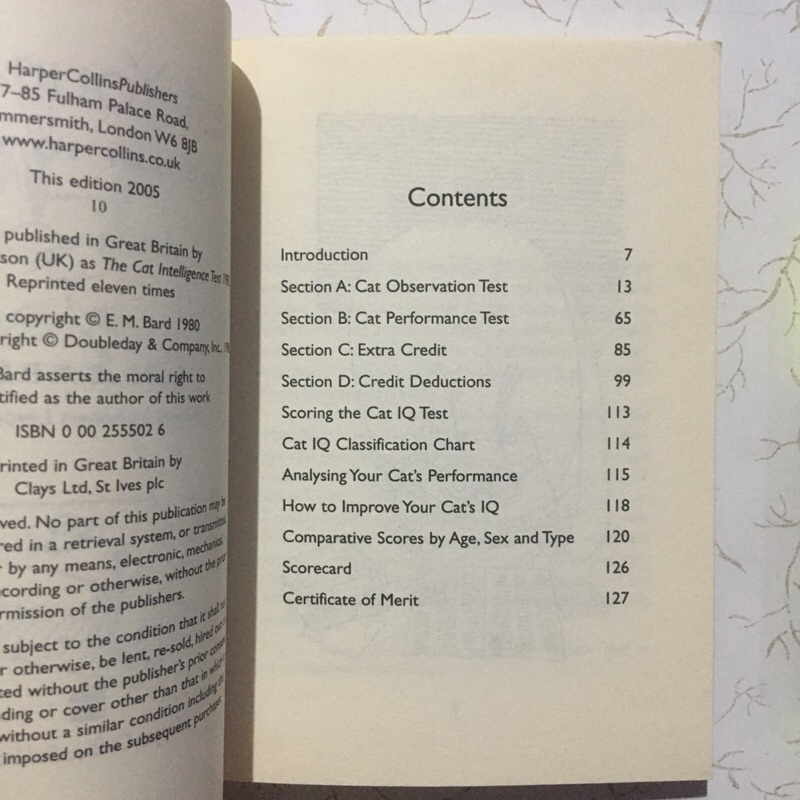 HarperCollinsPublishers
7–85 Fulham Palace Road,
mmersmith, London W6 8JB
www.harpercollins.co.uk
This edition 2005
10
published in Great Britain by
son (UK) as The Cat Intelligence Test
Reprinted eleven times
copyright © E. M. Bard 1980
right © Doubleday & Company, Inc.
Bard asserts the moral right to
tified as the author of this work
ISBN 0 00 255502 6
rinted in Great Britain by
Clays Ltd, St Ives plc
ved. No part of this publication may be
red in a retrieval system, or transmitted
by any means, electronic, mechanical,
cording or otherwise, without the prior
rmission of the publishers.
subject to the condition that it shall not
r otherwise, be lent, re-sold, hired out
ted without the publisher's prior consent
ding or cover other than that in which
without a similar condition including this
imposed on the subsequent purchaser.
Contents
Introduction 7
Section A: Cat Observation Test 13
Section B: Cat Performance Test 65
Section C: Extra Credit 85
Section D: Credit Deductions 99
Scoring the Cat IQ Test 113
Cat IQ Classification Chart 114
Analysing Your Cat's Performance 115
How to Improve Your Cat's IQ 118
Comparative Scores by Age, Sex and Type 120
Scorecard 126
Certificate of Merit 127